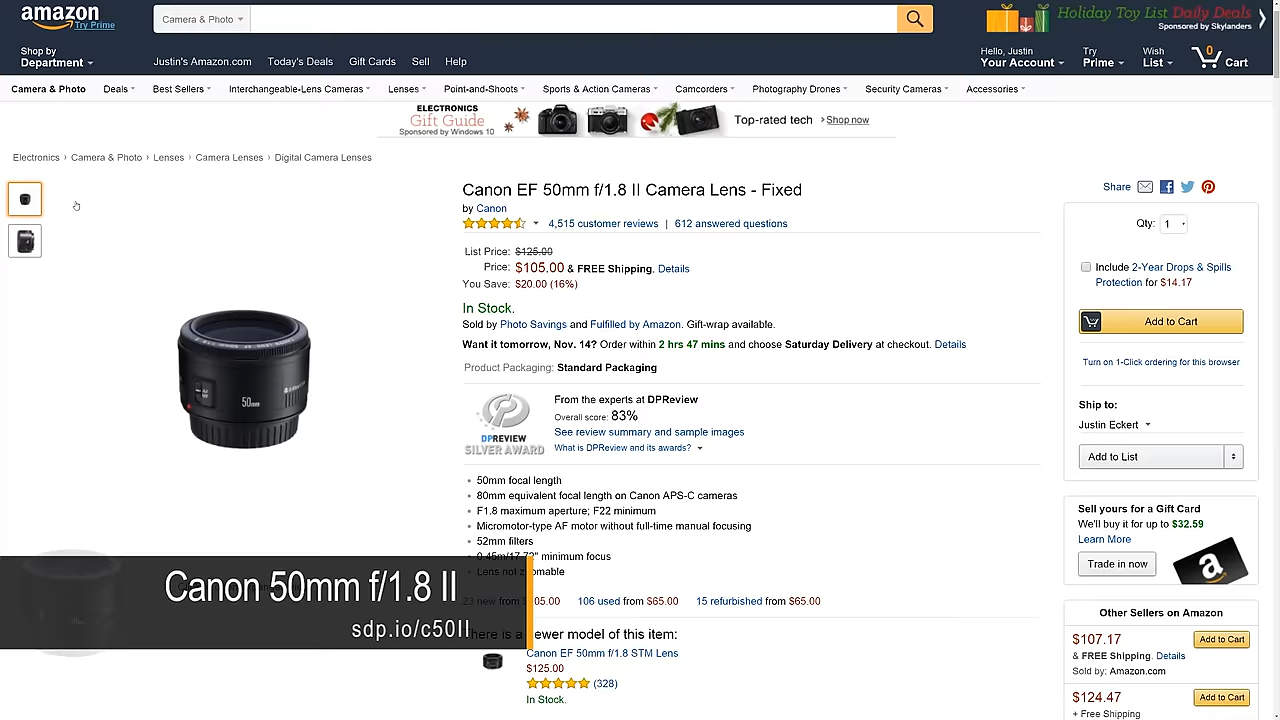 amazon
Try Prime
Camera & Photo
Holiday Toy List Daily Deals
Sponsored by Skylanders
Shop by
Department
Justin's Amazon.com Today's Deals Gift Cards Sell Help
Hello, Justin
Your Account
Try
Prime
Wish
List
0
Cart
Camera & Photo Deals Best Sellers Interchangeable-Lens Cameras Lenses Point-and-Shoots Sports & Action Cameras Camcorders Photography Drones Security Cameras Accessories
ELECTRONICS
Gift Guide
Sponsored by Windows 10
Top-rated tech › Shop now
Electronics › Camera & Photo › Lenses › Camera Lenses › Digital Camera Lenses
Canon EF 50mm f/1.8 II Camera Lens - Fixed
by Canon
4,515 customer reviews | 612 answered questions
List Price: $125.00
Price: $105.00 & FREE Shipping. Details
You Save: $20.00 (16%)
In Stock.
Sold by Photo Savings and Fulfilled by Amazon. Gift-wrap available.
Want it tomorrow, Nov. 14? Order within 2 hrs 47 mins and choose Saturday Delivery at checkout. Details
Product Packaging: Standard Packaging
DPREVIEW
SILVER AWARD
From the experts at DPReview
Overall score: 83%
See review summary and sample images
What is DPReview and its awards?
50mm focal length
80mm equivalent focal length on Canon APS-C cameras
F1.8 maximum aperture; F22 minimum
Micromotor-type AF motor without full-time manual focusing
52mm filters
0.45m/17.72" minimum focus
Lens not zoomable
23 new from $105.00 106 used from $65.00 15 refurbished from $65.00
There is a newer model of this item:
Canon EF 50mm f/1.8 STM Lens
$125.00
(328)
In Stock.
50mm
Canon 50mm f/1.8 II
sdp.io/c50II
Share
Qty: 1
Include 2-Year Drops & Spills
Protection for $14.17
Add to Cart
Turn on 1-Click ordering for this browser
Ship to:
Justin Eckert
Add to List
Sell yours for a Gift Card
We'll buy it for up to $32.59
Learn More
Trade in now
a
Other Sellers on Amazon
$107.17
Add to Cart
& FREE Shipping. Details
Sold by: Amazon.com
$124.47
Add to Cart
+ Free Shipping